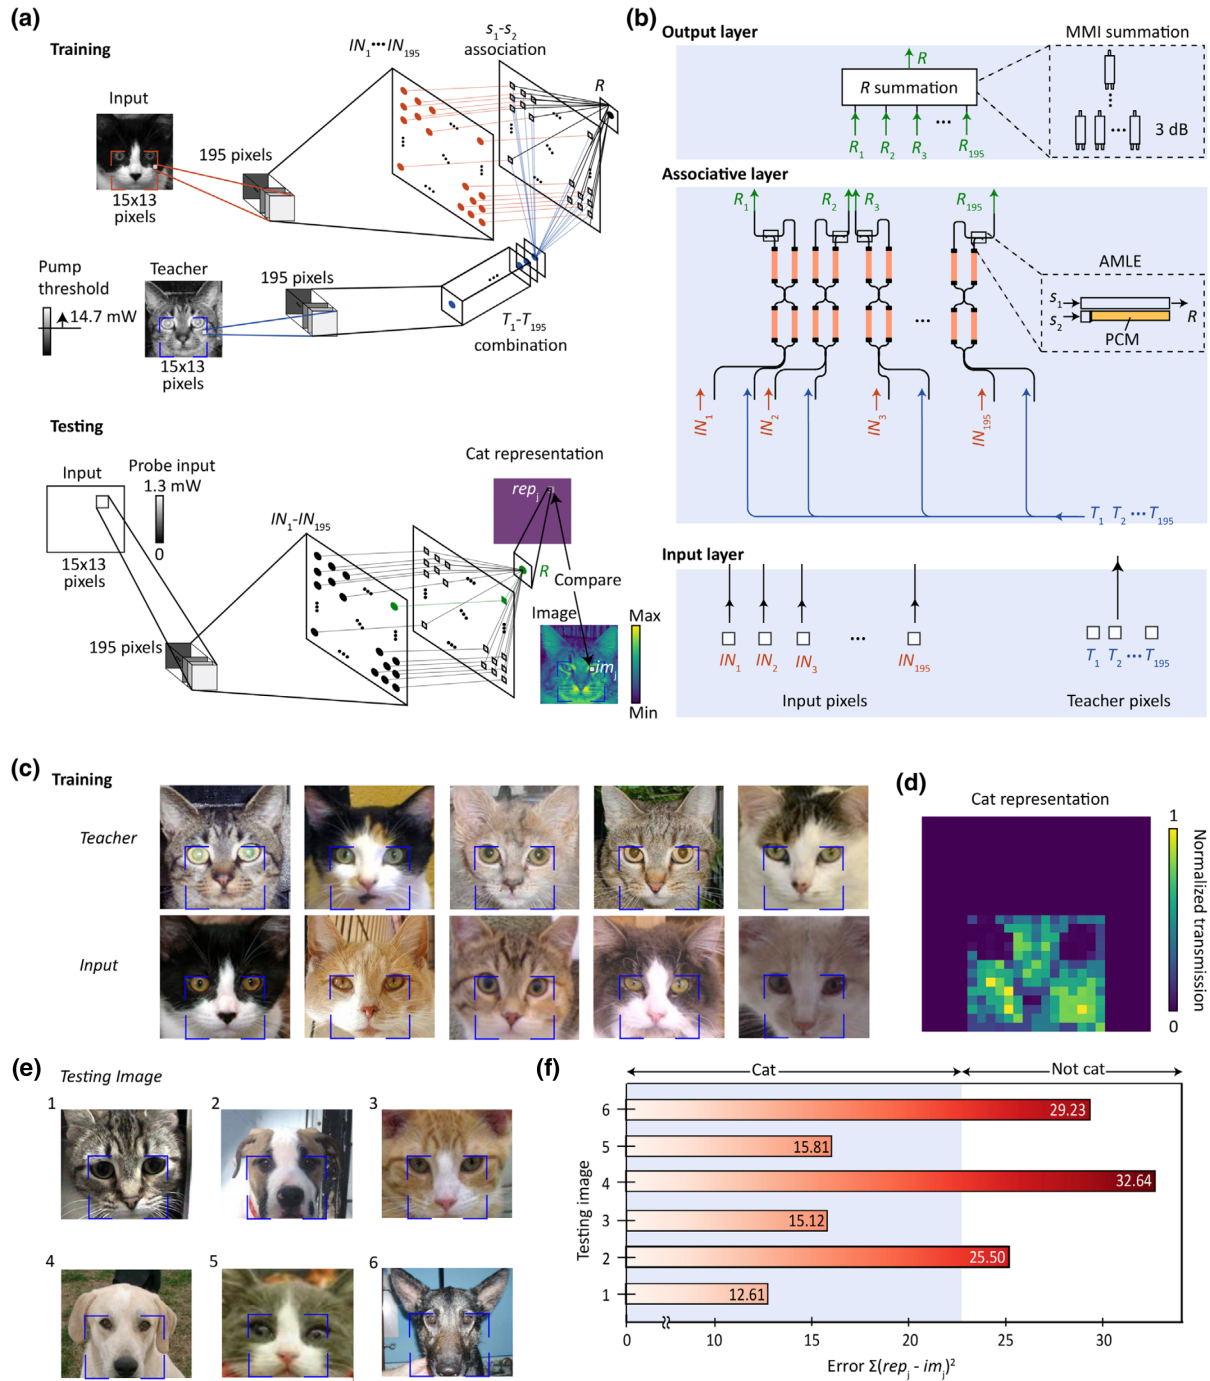 (a)
Training
Input
195 pixels
15x13
pixels
IN1•••IN195
s1-s2
association
R
Pump
threshold
14.7 mW
Teacher
195 pixels
15x13
pixels
T1-T195
combination
Testing
Input
Probe input
1.3 mW
0
15x13
pixels
195 pixels
IN1-IN195
Cat representation
repj
R
Compare
Image
imj
Max
Min
(b)
Output layer
R
R summation
R1 R2 R3 ••• R195
MMI summation
3 dB
Associative layer
R1 R2 R3 R195
AMLE
s1
s2
R
PCM
•••
IN1 IN2 IN3 IN195
T1 T2 ••• T195
Input layer
IN1 IN2 IN3 ••• IN195
T1 T2 ••• T195
Input pixels
Teacher pixels
(c)
Training
Teacher
Input
(d)
Cat representation
1
0
Normalized transmission
(e)
Testing Image
1 2 3
4 5 6
(f)
Cat
Not cat
Testing image
6 29.23
5 15.81
4 32.64
3 15.12
2 25.50
1 12.61
0 10 15 20 25 30
Error Σ(repj - imj)²